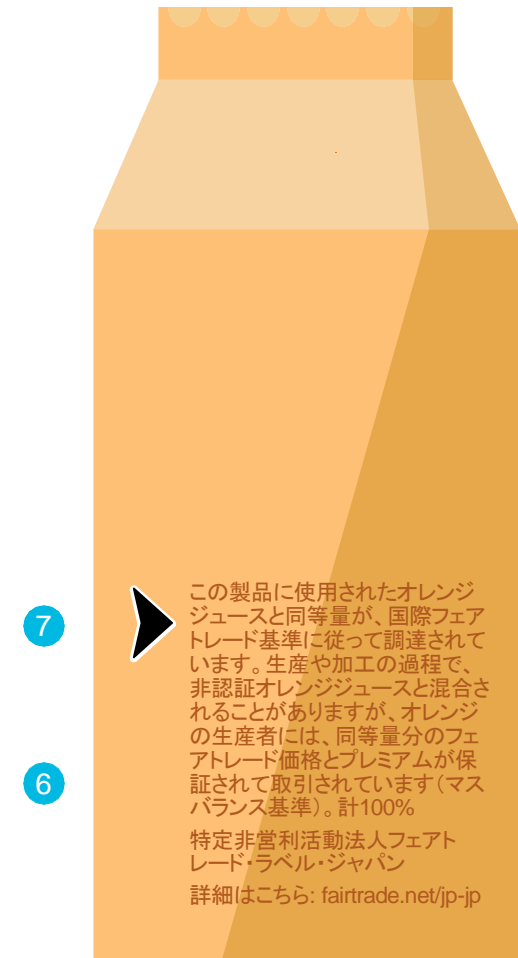 この製品に使用されたオレンジ
ジュースと同等量が、国際フェア
トレード基準に従って調達されて
います。生産や加工の過程で、
非認証オレンジジュースと混合さ
れることがありますが、オレンジ
の生産者には、同等量分のフェ
アトレード価格とプレミアムが保
証されて取引されています（マス
バランス基準）。計100%
特定非営利活動法人フェアト
レード・ラベル・ジャパン
詳細はこちら: fairtrade.net/jp-jp
7
6